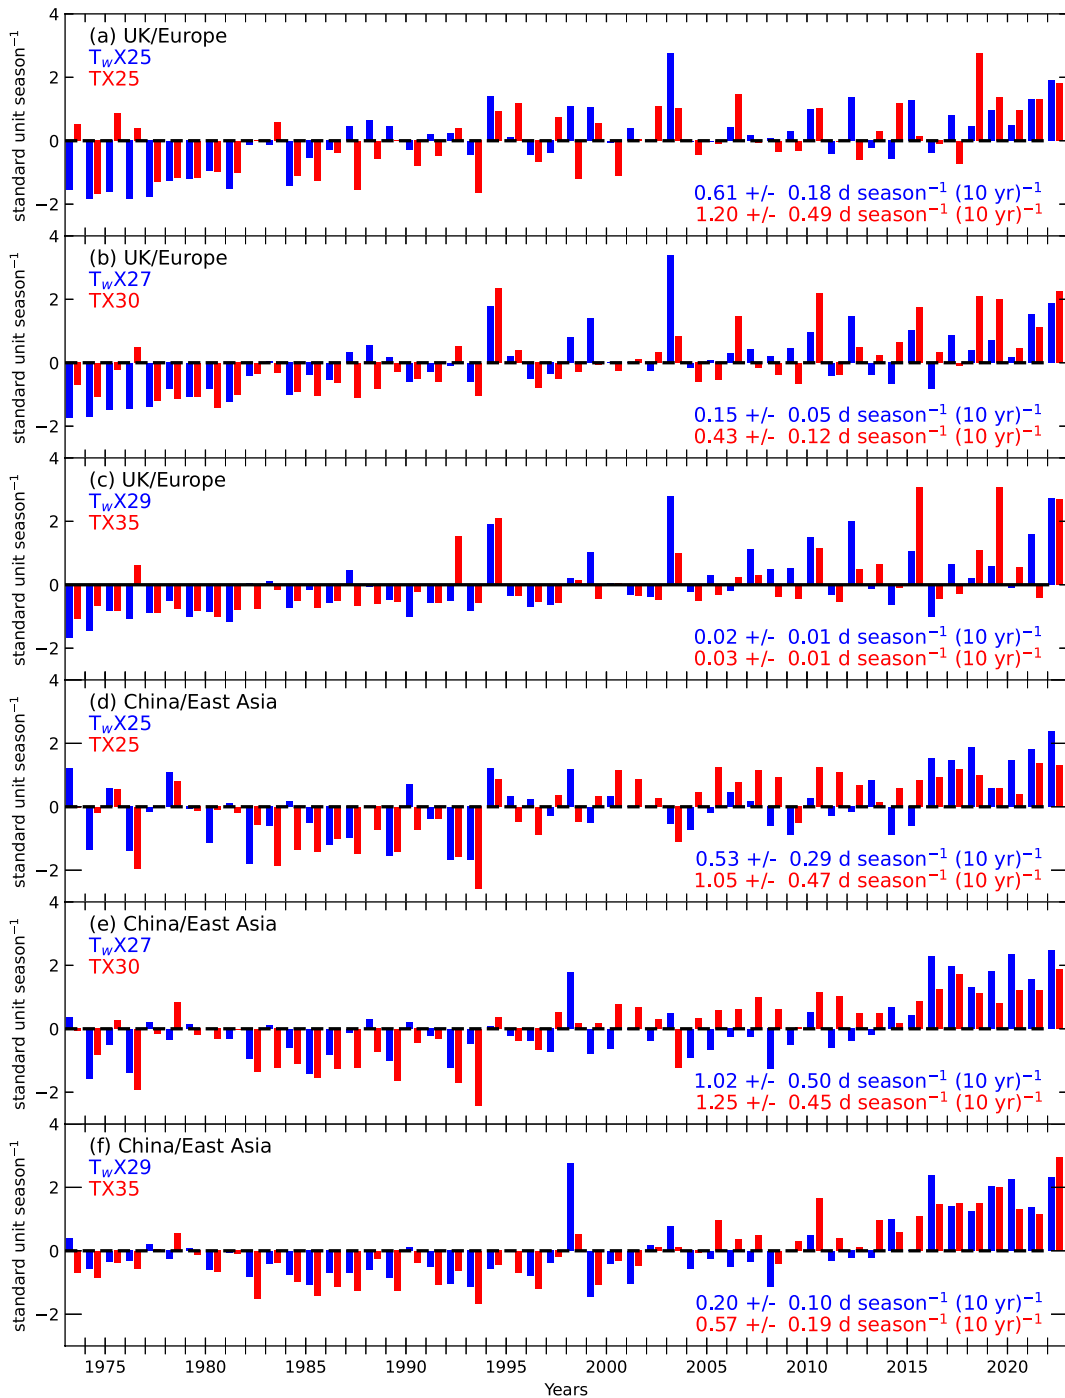 4
(a) UK/Europe
TwX25
TX25
2
0
−2
standard unit season⁻¹
0.61 +/- 0.18 d season⁻¹ (10 yr)⁻¹
1.20 +/- 0.49 d season⁻¹ (10 yr)⁻¹
4
(b) UK/Europe
TwX27
TX30
2
0
−2
standard unit season⁻¹
0.15 +/- 0.05 d season⁻¹ (10 yr)⁻¹
0.43 +/- 0.12 d season⁻¹ (10 yr)⁻¹
4
(c) UK/Europe
TwX29
TX35
2
0
−2
standard unit season⁻¹
0.02 +/- 0.01 d season⁻¹ (10 yr)⁻¹
0.03 +/- 0.01 d season⁻¹ (10 yr)⁻¹
4
(d) China/East Asia
TwX25
TX25
2
0
−2
standard unit season⁻¹
0.53 +/- 0.29 d season⁻¹ (10 yr)⁻¹
1.05 +/- 0.47 d season⁻¹ (10 yr)⁻¹
4
(e) China/East Asia
TwX27
TX30
2
0
−2
standard unit season⁻¹
1.02 +/- 0.50 d season⁻¹ (10 yr)⁻¹
1.25 +/- 0.45 d season⁻¹ (10 yr)⁻¹
4
(f) China/East Asia
TwX29
TX35
2
0
−2
standard unit season⁻¹
0.20 +/- 0.10 d season⁻¹ (10 yr)⁻¹
0.57 +/- 0.19 d season⁻¹ (10 yr)⁻¹
1975 1980 1985 1990 1995 2000 2005 2010 2015 2020
Years